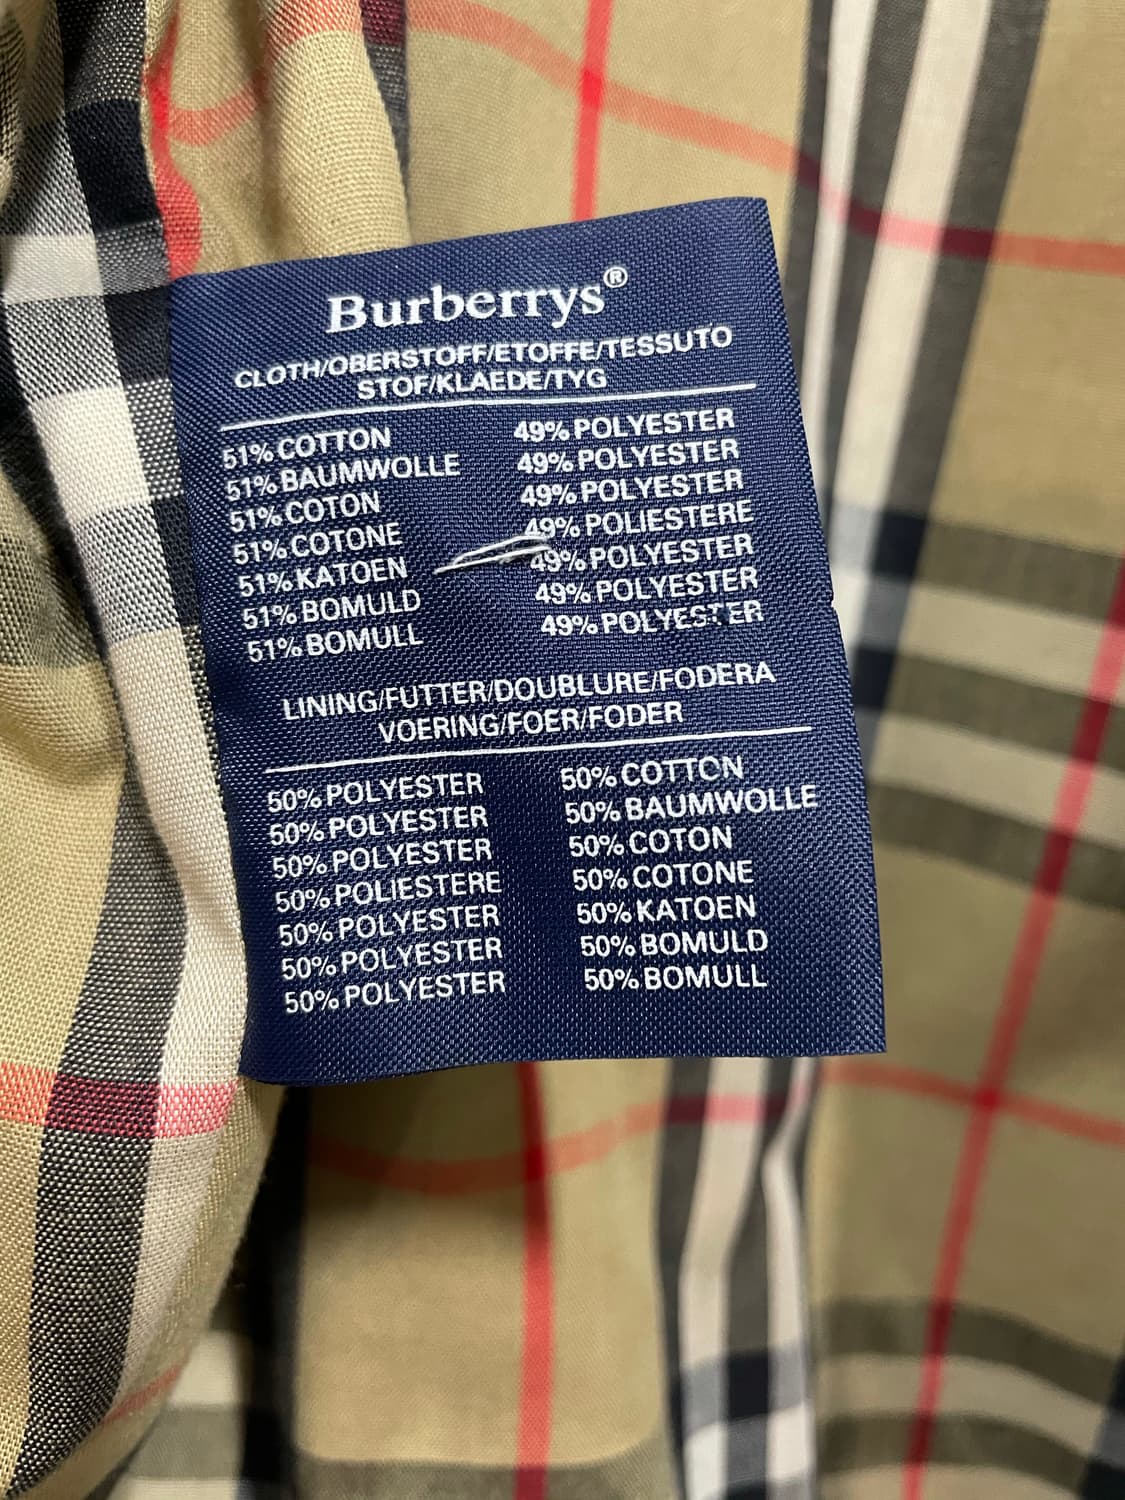 Burberrys®
CLOTH/OBERSTOFF/ETOFFE/TESSUTO
STOF/KLAEDE/TYG
51% COTTON 49% POLYESTER
51% BAUMWOLLE 49% POLYESTER
51% COTON 49% POLYESTER
51% COTONE 49% POLIESTERE
51% KATOEN 49% POLYESTER
51% BOMULD 49% POLYESTER
51% BOMULL 49% POLYESTER
LINING/FUTTER/DOUBLURE/FODERA
VOERING/FOER/FODER
50% POLYESTER 50% COTTON
50% POLYESTER 50% BAUMWOLLE
50% POLYESTER 50% COTON
50% POLIESTERE 50% COTONE
50% POLYESTER 50% KATOEN
50% POLYESTER 50% BOMULD
50% POLYESTER 50% BOMULL